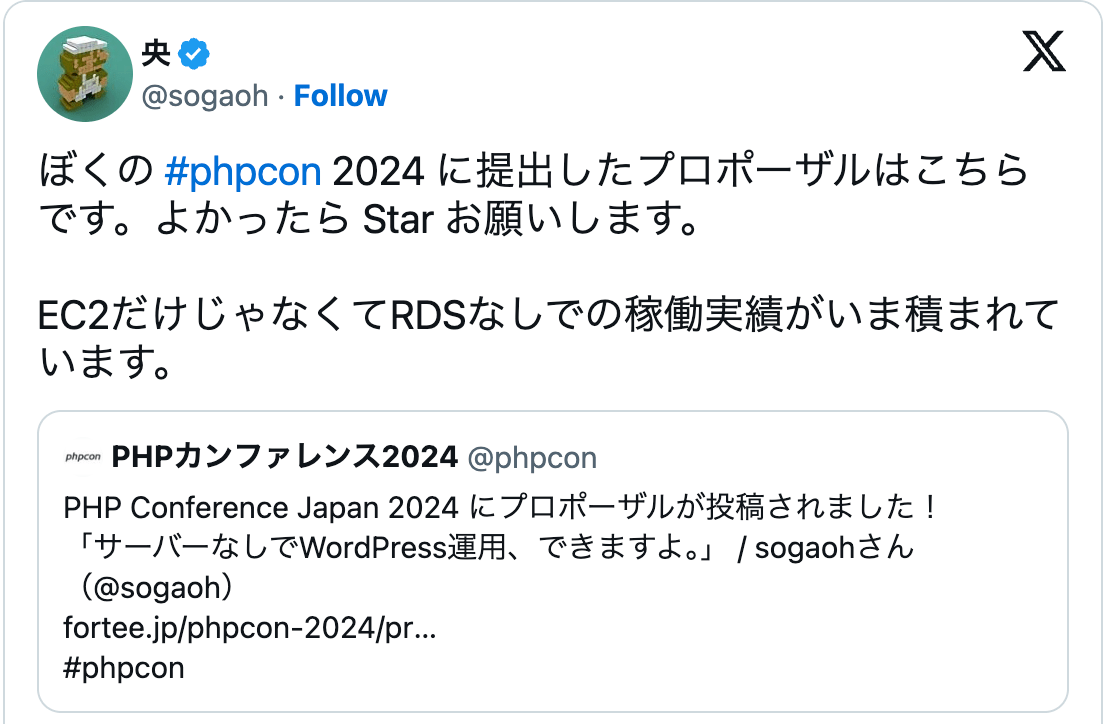 央
@sogaoh · Follow
ぼくの #phpcon 2024 に提出したプロポーザルはこちら
です。よかったら Star お願いします。
EC2だけじゃなくてRDSなしでの稼働実績がいま積まれて
います。
phpcon PHPカンファレンス2024 @phpcon
PHP Conference Japan 2024 にプロポーザルが投稿されました！
「サーバーなしでWordPress運用、できますよ。」 / sogaohさん
（@sogaoh）
fortee.jp/phpcon-2024/pr…
#phpcon